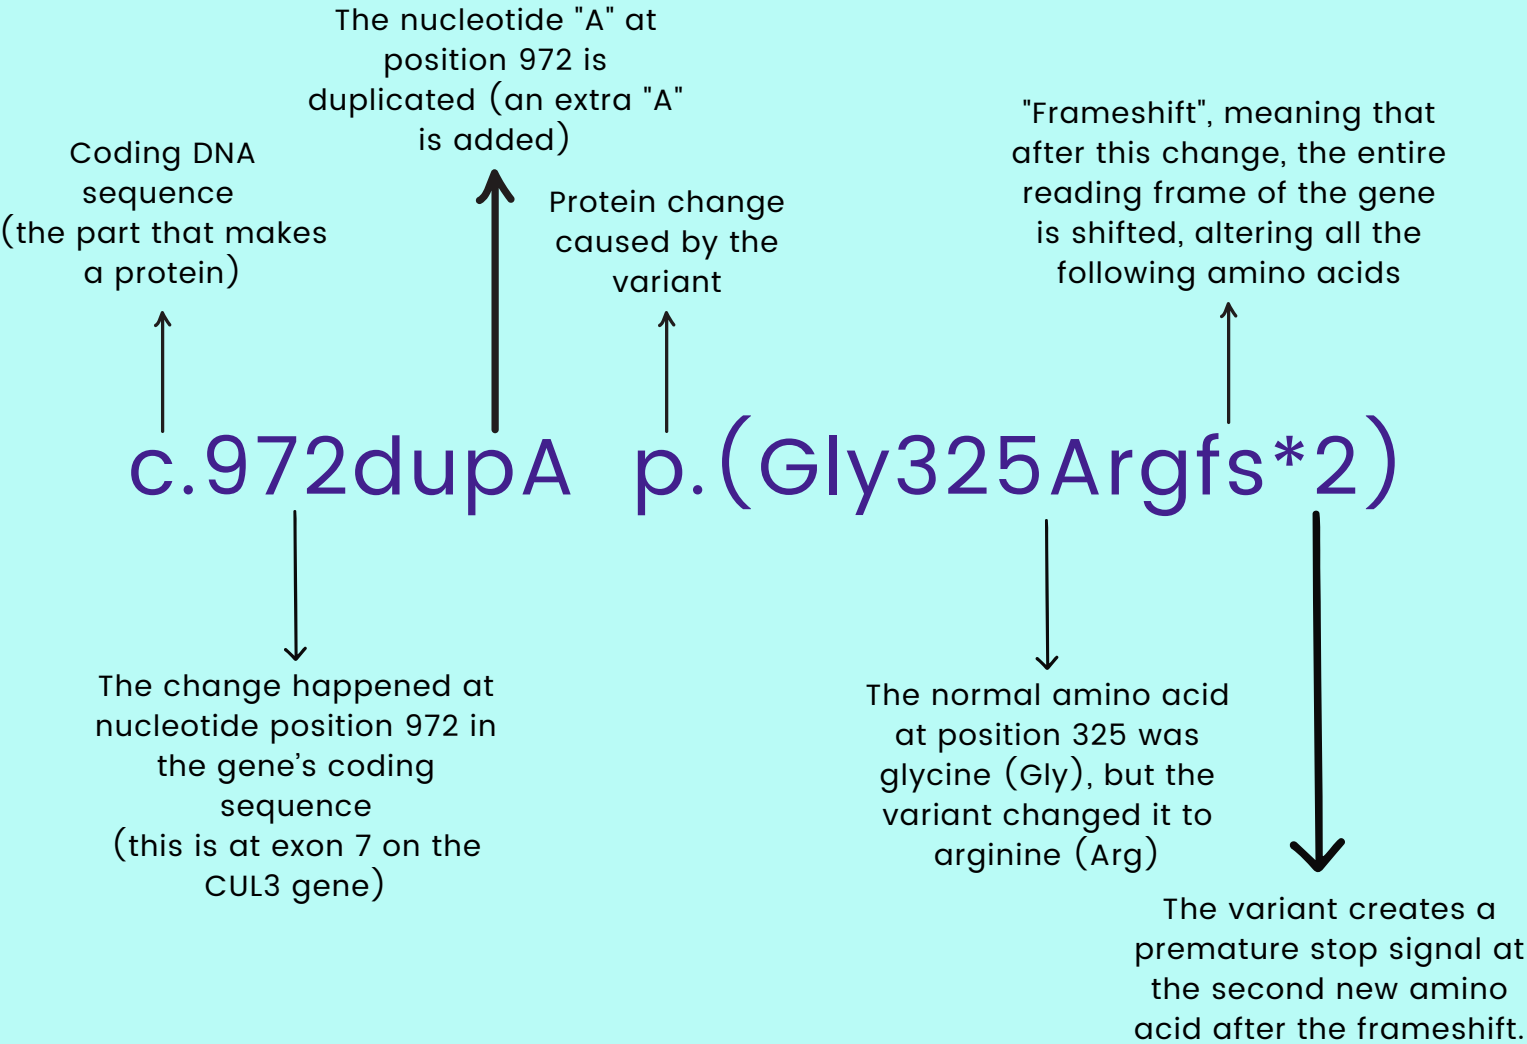 The nucleotide "A" at
position 972 is
duplicated (an extra "A"
is added)
Coding DNA
sequence
(the part that makes
a protein)
Protein change
caused by the
variant
"Frameshift", meaning that
after this change, the entire
reading frame of the gene
is shifted, altering all the
following amino acids
c.972dupA p.(Gly325Argfs*2)
The change happened at
nucleotide position 972 in
the gene’s coding
sequence
(this is at exon 7 on the
CUL3 gene)
The normal amino acid
at position 325 was
glycine (Gly), but the
variant changed it to
arginine (Arg)
The variant creates a
premature stop signal at
the second new amino
acid after the frameshift.